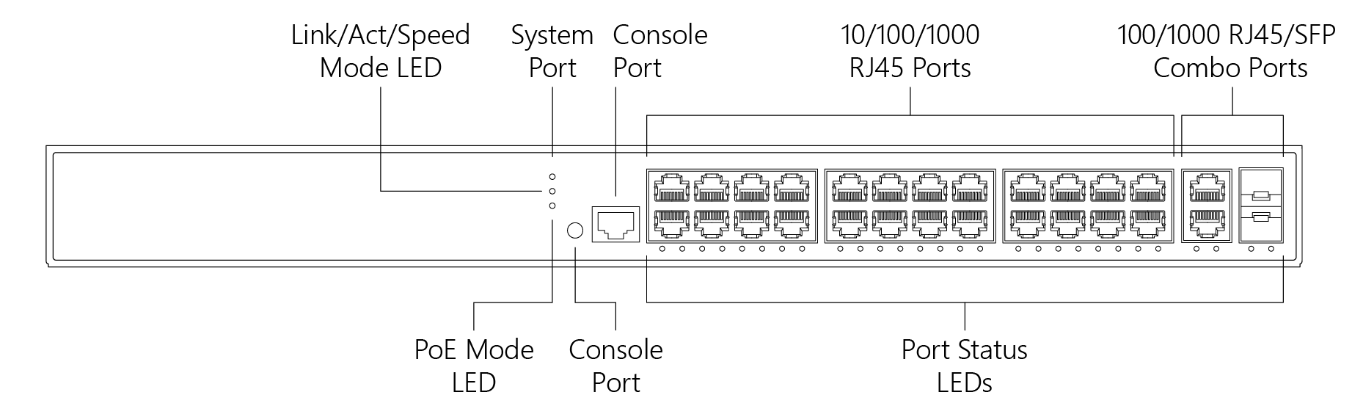 Link/Act/Speed
Mode LED
System
Port
Console
Port
10/100/1000
RJ45 Ports
100/1000 RJ45/SFP
Combo Ports
PoE Mode
LED
Console
Port
Port Status
LEDs